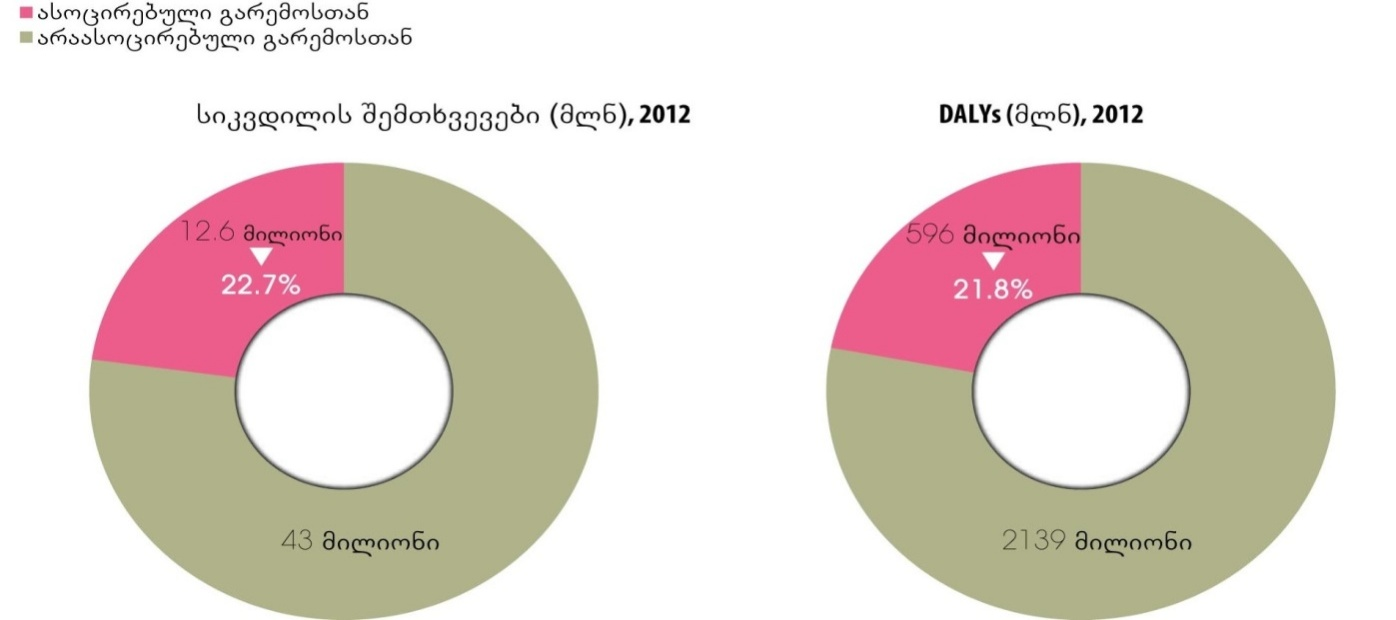 ასოცირებული გარემოსთან
არაასოცირებული გარემოსთან
სიკვდილის შემთხვევები (მლნ), 2012
12.6 მილიონი
22.7%
43 მილიონი
DALYs (მლნ), 2012
596 მილიონი
21.8%
2139 მილიონი